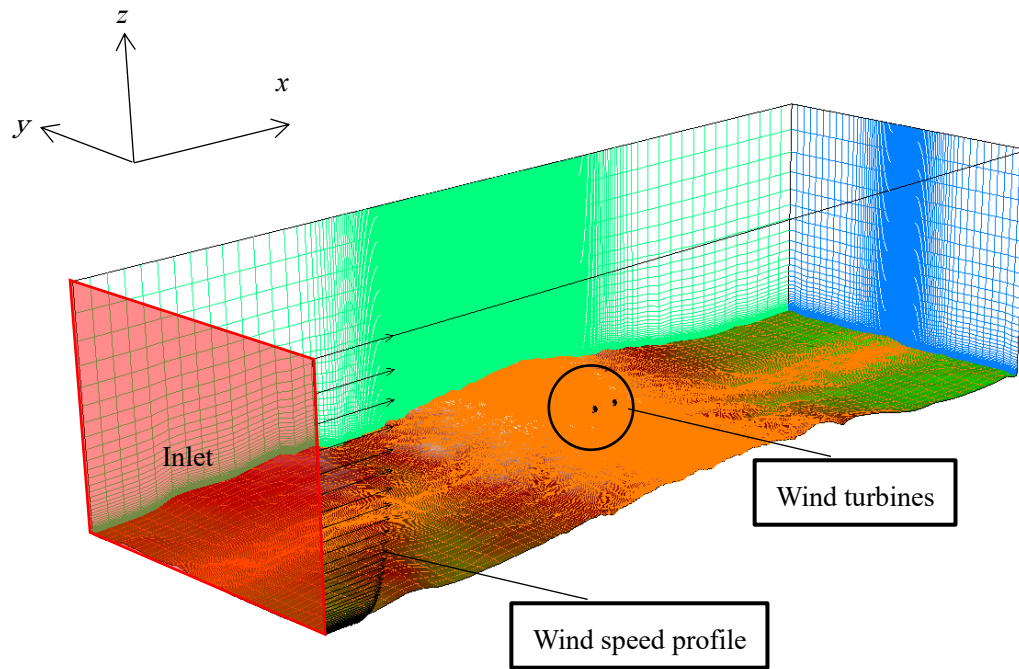 z
x
y
Inlet
Wind turbines
Wind speed profile